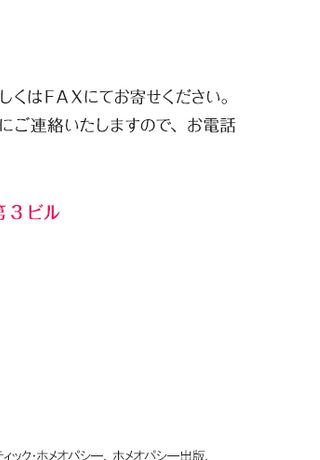 しくはFAXにてお寄せください。
にご連絡いたしますので、お電話
第3ビル
ティック・ホメオパシー、ホメオパシー出版、